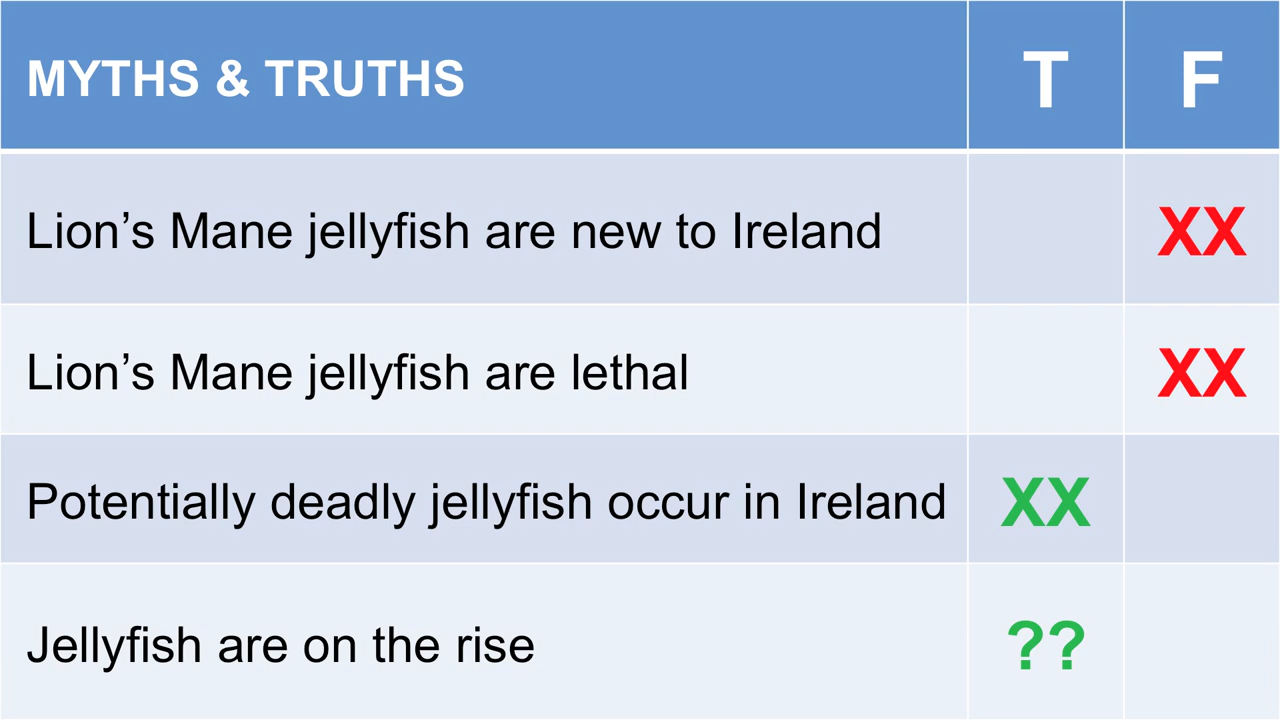 MYTHS & TRUTHS T F
Lion’s Mane jellyfish are new to Ireland XX
Lion’s Mane jellyfish are lethal XX
Potentially deadly jellyfish occur in Ireland XX
Jellyfish are on the rise ??